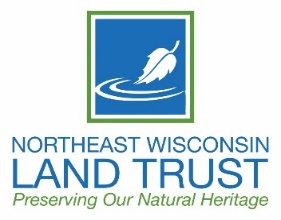 NORTHEAST WISCONSIN
LAND TRUST
Preserving Our Natural Heritage